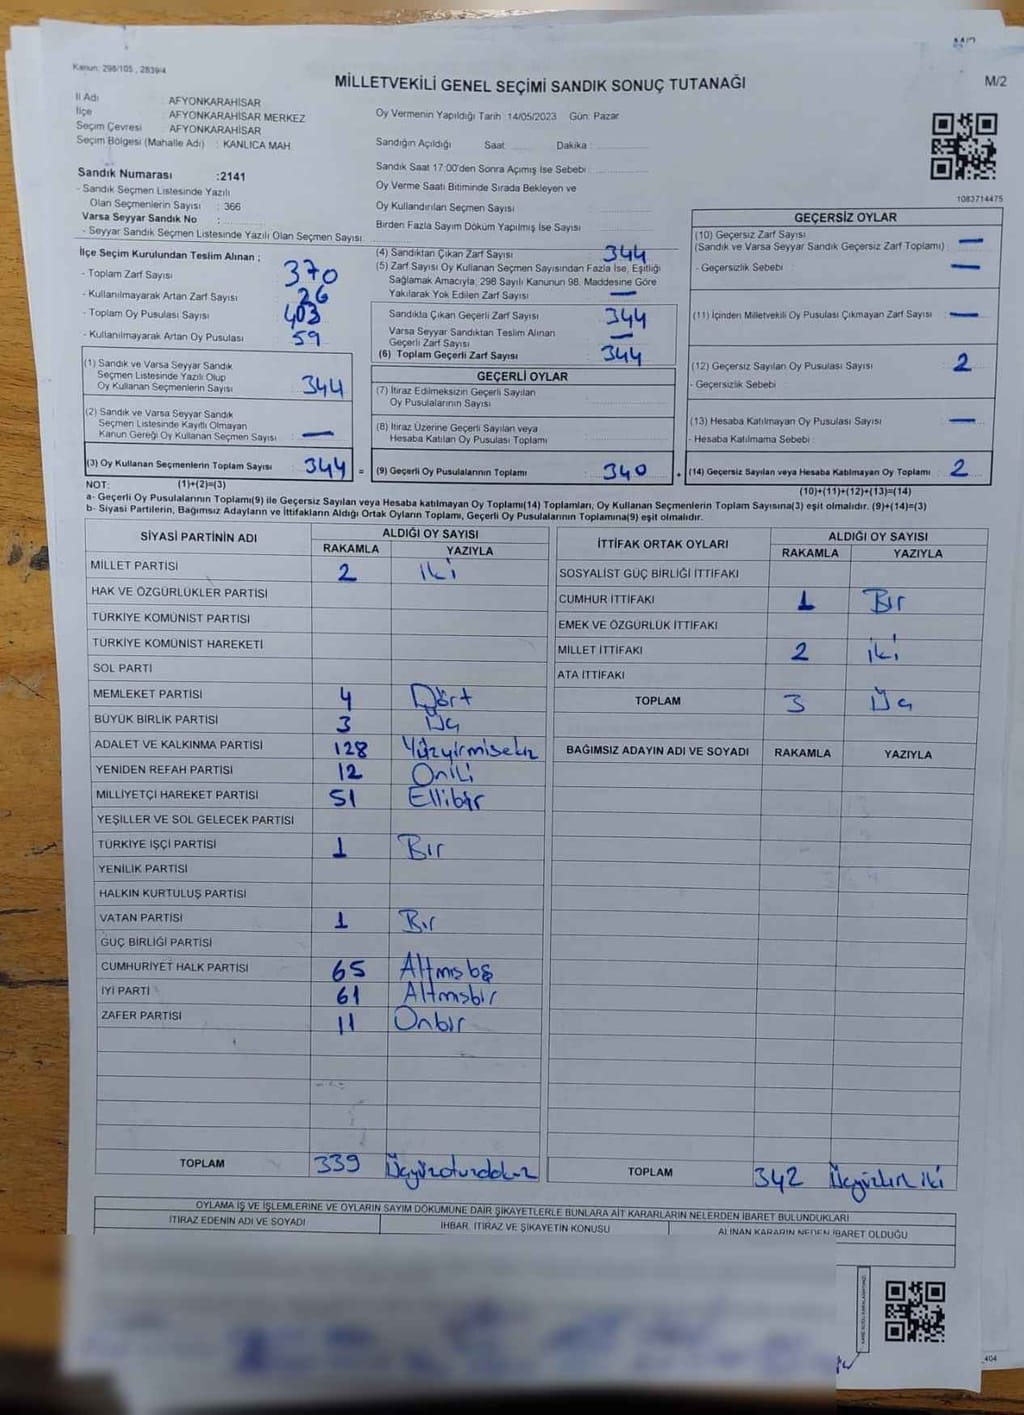 Kanun: 298/105 , 2839/4
MİLLETVEKİLİ GENEL SEÇİMİ SANDIK SONUÇ TUTANAĞI
M/2
İl Adı : AFYONKARAHİSAR
İlçe : AFYONKARAHİSAR MERKEZ
Seçim Çevresi : AFYONKARAHİSAR
Seçim Bölgesi (Mahalle Adı) : KANLICA MAH.
Sandık Numarası :2141
- Sandık Seçmen Listesinde Yazılı
Olan Seçmenlerin Sayısı : 366
Varsa Seyyar Sandık No :
- Seyyar Sandık Seçmen Listesinde Yazılı Olan Seçmen Sayısı:
Oy Vermenin Yapıldığı Tarih :14/05/2023 Gün: Pazar
Sandığın Açıldığı Saat: Dakika :
Sandık Saat 17:00'den Sonra Açımış İse Sebebi:
Oy Verme Saati Bitiminde Sırada Bekleyen ve
Oy Kullandırılan Seçmen Sayısı
Birden Fazla Sayım Döküm Yapılmış İse Sayısı :
1083714475
İlçe Seçim Kurulundan Teslim Alınan ;
- Toplam Zarf Sayısı 370
- Kullanılmayarak Artan Zarf Sayısı 26
- Toplam Oy Pusulası Sayısı 403
- Kullanılmayarak Artan Oy Pusulası 59
(1) Sandık ve Varsa Seyyar Sandık
Seçmen Listesinde Yazılı Olup
Oy Kullanan Seçmenlerin Sayısı 344
(2) Sandık ve Varsa Seyyar Sandık
Seçmen Listesinde Kayıtlı Olmayan
Kanun Gereği Oy Kullanan Seçmen Sayısı —
(3) Oy Kullanan Seçmenlerin Toplam Sayısı 344 =
(4) Sandıktan Çıkan Zarf Sayısı 344
(5) Zarf Sayısı Oy Kullanan Seçmen Sayısından Fazla İse, Eşitliği
Sağlamak Amacıyla; 298 Sayılı Kanunun 98. Maddesine Göre
Yakılarak Yok Edilen Zarf Sayısı —
Sandıkta Çıkan Geçerli Zarf Sayısı 344
Varsa Seyyar Sandıktan Teslim Alınan
Geçerli Zarf Sayısı —
(6) Toplam Geçerli Zarf Sayısı 344
GEÇERLİ OYLAR
(7) İtiraz Edilmeksizin Geçerli Sayılan
Oy Pusulalarının Sayısı
(8) İtiraz Üzerine Geçerli Sayılan veya
Hesaba Katılan Oy Pusulası Toplamı
(9) Geçerli Oy Pusulalarının Toplamı 340
GEÇERSİZ OYLAR
(10) Geçersiz Zarf Sayısı
(Sandık ve Varsa Seyyar Sandık Geçersiz Zarf Toplamı) : —
- Geçersizlik Sebebi : —
(11) İçinden Milletvekili Oy Pusulası Çıkmayan Zarf Sayısı : —
(12) Geçersiz Sayılan Oy Pusulası Sayısı : 2
- Geçersizlik Sebebi :
(13) Hesaba Katılmayan Oy Pusulası Sayısı : —
- Hesaba Katılmama Sebebi :
(14) Geçersiz Sayılan veya Hesaba Katılmayan Oy Toplamı : 2
NOT: (1)+(2)=(3) (10)+(11)+(12)+(13)=(14)
a- Geçerli Oy Pusulalarının Toplamı(9) ile Geçersiz Sayılan veya Hesaba katılmayan Oy Toplamı(14) Toplamları, Oy Kullanan Seçmenlerin Toplam Sayısına(3) eşit olmalıdır. (9)+(14)=(3)
b- Siyasi Partilerin, Bağımsız Adayların ve İttifakların Aldığı Ortak Oyların Toplamı, Geçerli Oy Pusulalarının Toplamına(9) eşit olmalıdır.
SİYASİ PARTİNİN ADI ALDIĞI OY SAYISI
RAKAMLA YAZIYLA
MİLLET PARTİSİ 2 iki
HAK VE ÖZGÜRLÜKLER PARTİSİ
TÜRKİYE KOMÜNİST PARTİSİ
TÜRKİYE KOMÜNİST HAREKETİ
SOL PARTİ
MEMLEKET PARTİSİ 4 Dört
BÜYÜK BİRLİK PARTİSİ 3 Üç
ADALET VE KALKINMA PARTİSİ 128 Yüzyirmisekiz
YENİDEN REFAH PARTİSİ 12 Oniki
MİLLİYETÇİ HAREKET PARTİSİ 51 Ellibir
YEŞİLLER VE SOL GELECEK PARTİSİ
TÜRKİYE İŞÇİ PARTİSİ 1 Bır
YENİLİK PARTİSİ
HALKIN KURTULUŞ PARTİSİ
VATAN PARTİSİ 1 Bır
GÜÇ BİRLİĞİ PARTİSİ
CUMHURİYET HALK PARTİSİ 65 Altmısbş
İYİ PARTİ 61 Altmısbir
ZAFER PARTİSİ 11 Onbır
TOPLAM 339
İTTİFAK ORTAK OYLARI ALDIĞI OY SAYISI
RAKAMLA YAZIYLA
SOSYALİST GÜÇ BİRLİĞİ İTTİFAKI
CUMHUR İTTİFAKI 1 Bır
EMEK VE ÖZGÜRLÜK İTTİFAKI
MİLLET İTTİFAKI 2 iki
ATA İTTİFAKI
TOPLAM 3 Üç
BAĞIMSIZ ADAYIN ADI VE SOYADI RAKAMLA YAZIYLA
TOPLAM 342
OYLAMA İŞ VE İŞLEMLERİNE VE OYLARIN SAYIM DÖKÜMÜNE DAİR ŞİKAYETLERLE BUNLARA AİT KARARLARIN NELERDEN İBARET BULUNDUKLARI
İTİRAZ EDENİN ADI VE SOYADI İHBAR, İTİRAZ VE ŞİKAYETİN KONUSU ALINAN KARARIN NEDEN İBARET OLDUĞU